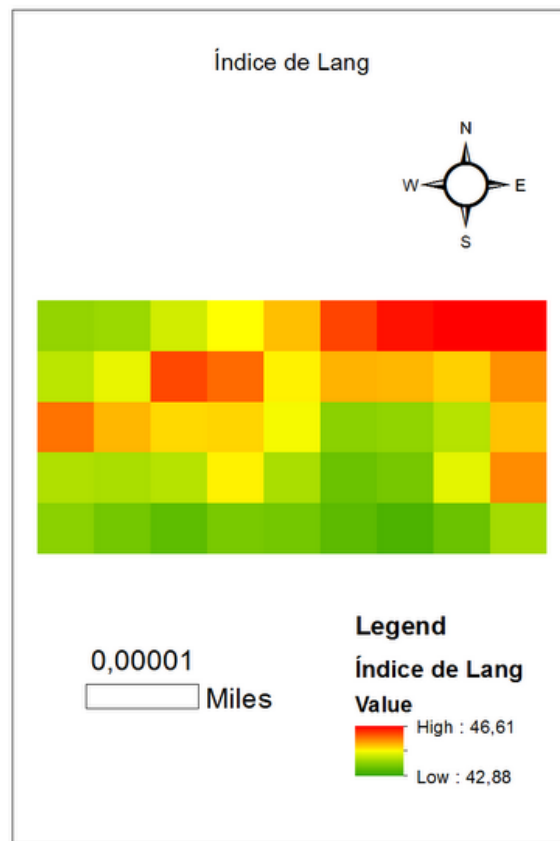 Índice de Lang
N
W E
S
0,00001
Miles
Legend
Índice de Lang
Value
High : 46,61
Low : 42,88